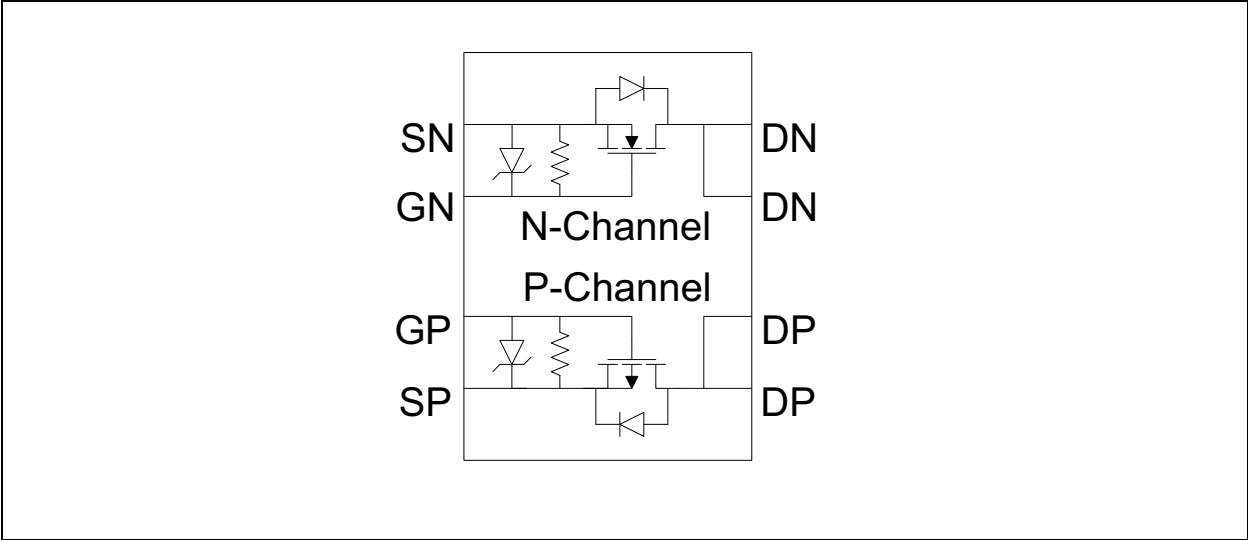 SN
DN
GN
DN
N-Channel
P-Channel
GP
DP
SP
DP